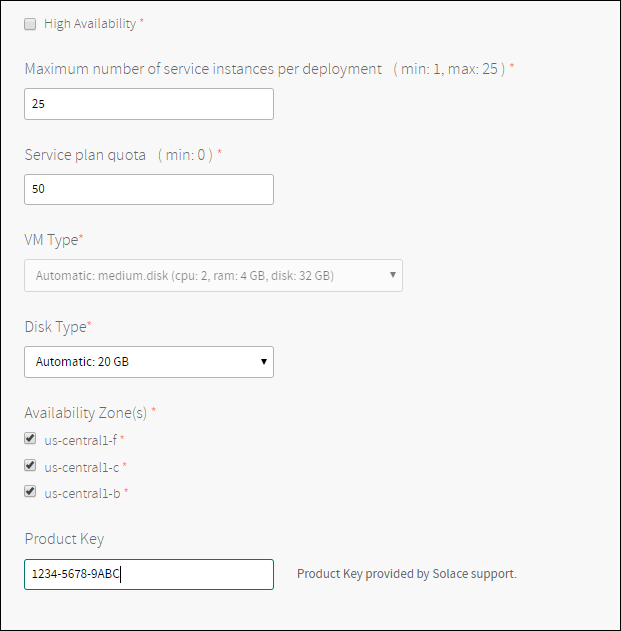 High Availability *
Maximum number of service instances per deployment ( min: 1, max: 25 ) *
25
Service plan quota ( min: 0 ) *
50
VM Type*
Automatic: medium.disk (cpu: 2, ram: 4 GB, disk: 32 GB)
Disk Type*
Automatic: 20 GB
Availability Zone(s) *
us-central1-f *
us-central1-c *
us-central1-b *
Product Key
1234-5678-9ABC Product Key provided by Solace support.